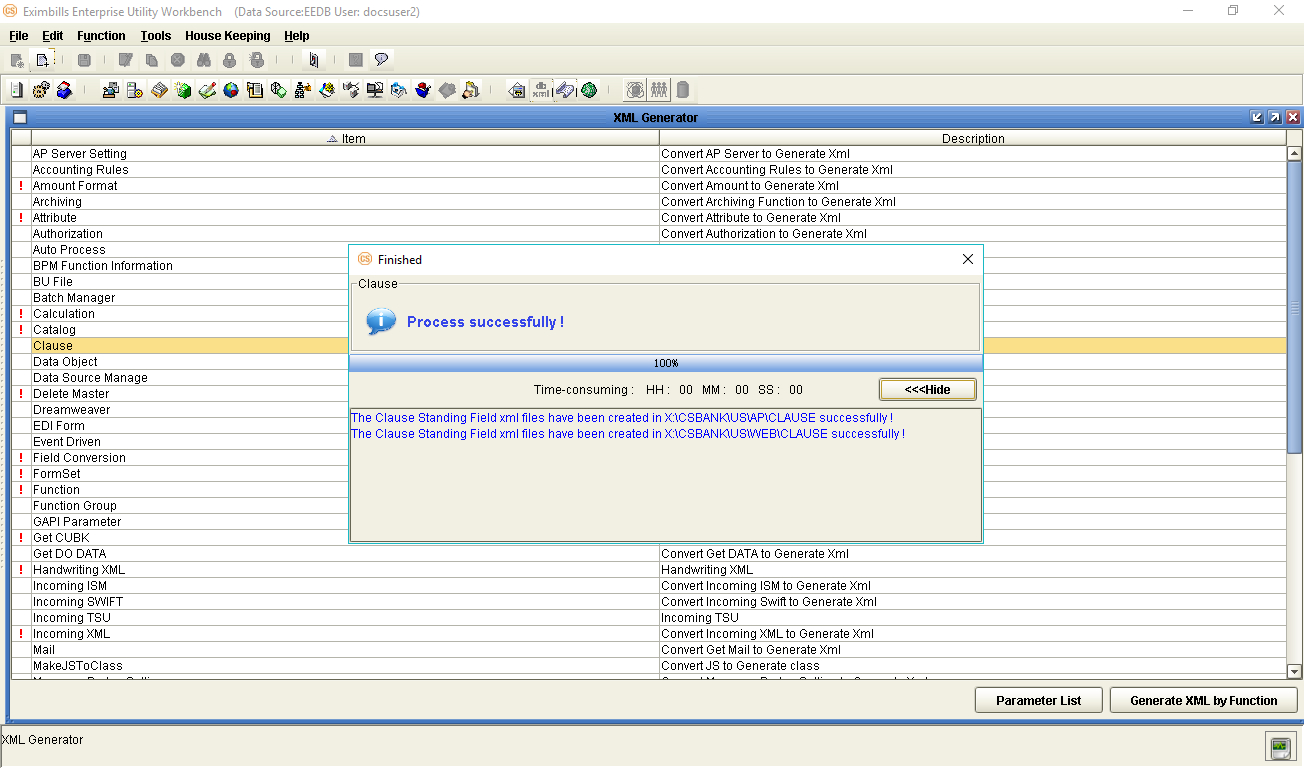 CS Eximbills Enterprise Utility Workbench (Data Source:EEDB User: docsuser2)
File Edit Function Tools House Keeping Help
XML Generator
Item Description
AP Server Setting Convert AP Server to Generate Xml
Accounting Rules Convert Accounting Rules to Generate Xml
! Amount Format Convert Amount to Generate Xml
Archiving Convert Archiving Function to Generate Xml
! Attribute Convert Attribute to Generate Xml
Authorization Convert Authorization to Generate Xml
Auto Process
BPM Function Information
BU File
Batch Manager
! Calculation
! Catalog
Clause
Data Object
Data Source Manage
! Delete Master
Dreamweaver
EDI Form
Event Driven
! Field Conversion
! FormSet
! Function
Function Group
GAPI Parameter
! Get CUBK
CS Finished
Clause
Process successfully !
100%
Time-consuming : HH : 00 MM : 00 SS : 00 <<<Hide
The Clause Standing Field xml files have been created in X:\CSBANK\US\AP\CLAUSE successfully !
The Clause Standing Field xml files have been created in X:\CSBANK\US\WEB\CLAUSE successfully !
Get DO DATA Convert Get DATA to Generate Xml
! Handwriting XML Handwriting XML
Incoming ISM Convert Incoming ISM to Generate Xml
Incoming SWIFT Convert Incoming Swift to Generate Xml
Incoming TSU Incoming TSU
! Incoming XML Convert Incoming XML to Generate Xml
Mail Convert Get Mail to Generate Xml
MakeJSToClass Convert JS to Generate class
Parameter List Generate XML by Function
XML Generator